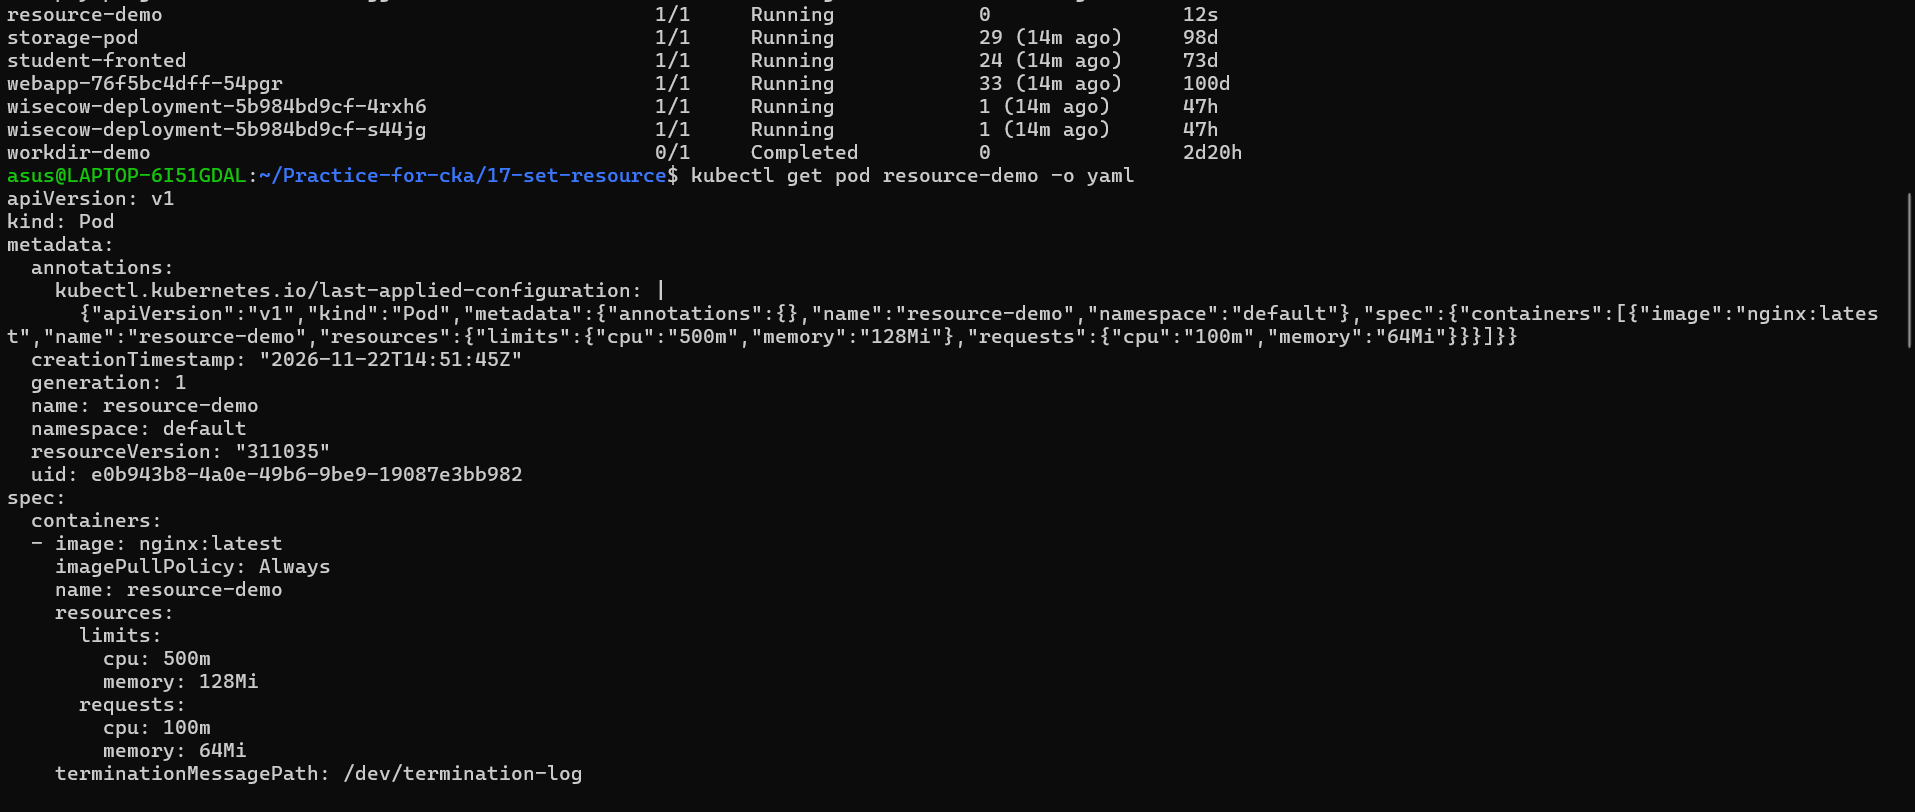 resource-demo 1/1 Running 0 12s
storage-pod 1/1 Running 29 (14m ago) 98d
student-fronted 1/1 Running 24 (14m ago) 73d
webapp-76f5bc4dff-54pgr 1/1 Running 33 (14m ago) 100d
wisecow-deployment-5b984bd9cf-4rxh6 1/1 Running 1 (14m ago) 47h
wisecow-deployment-5b984bd9cf-s44jg 1/1 Running 1 (14m ago) 47h
workdir-demo 0/1 Completed 0 2d20h
asus@LAPTOP-6I51GDAL:~/Practice-for-cka/17-set-resource$ kubectl get pod resource-demo -o yaml
apiVersion: v1
kind: Pod
metadata:
  annotations:
    kubectl.kubernetes.io/last-applied-configuration: |
      {"apiVersion":"v1","kind":"Pod","metadata":{"annotations":{},"name":"resource-demo","namespace":"default"},"spec":{"containers":[{"image":"nginx:lates
t","name":"resource-demo","resources":{"limits":{"cpu":"500m","memory":"128Mi"},"requests":{"cpu":"100m","memory":"64Mi"}}}]}}
  creationTimestamp: "2026-11-22T14:51:45Z"
  generation: 1
  name: resource-demo
  namespace: default
  resourceVersion: "311035"
  uid: e0b943b8-4a0e-49b6-9be9-19087e3bb982
spec:
  containers:
  - image: nginx:latest
    imagePullPolicy: Always
    name: resource-demo
    resources:
      limits:
        cpu: 500m
        memory: 128Mi
      requests:
        cpu: 100m
        memory: 64Mi
    terminationMessagePath: /dev/termination-log